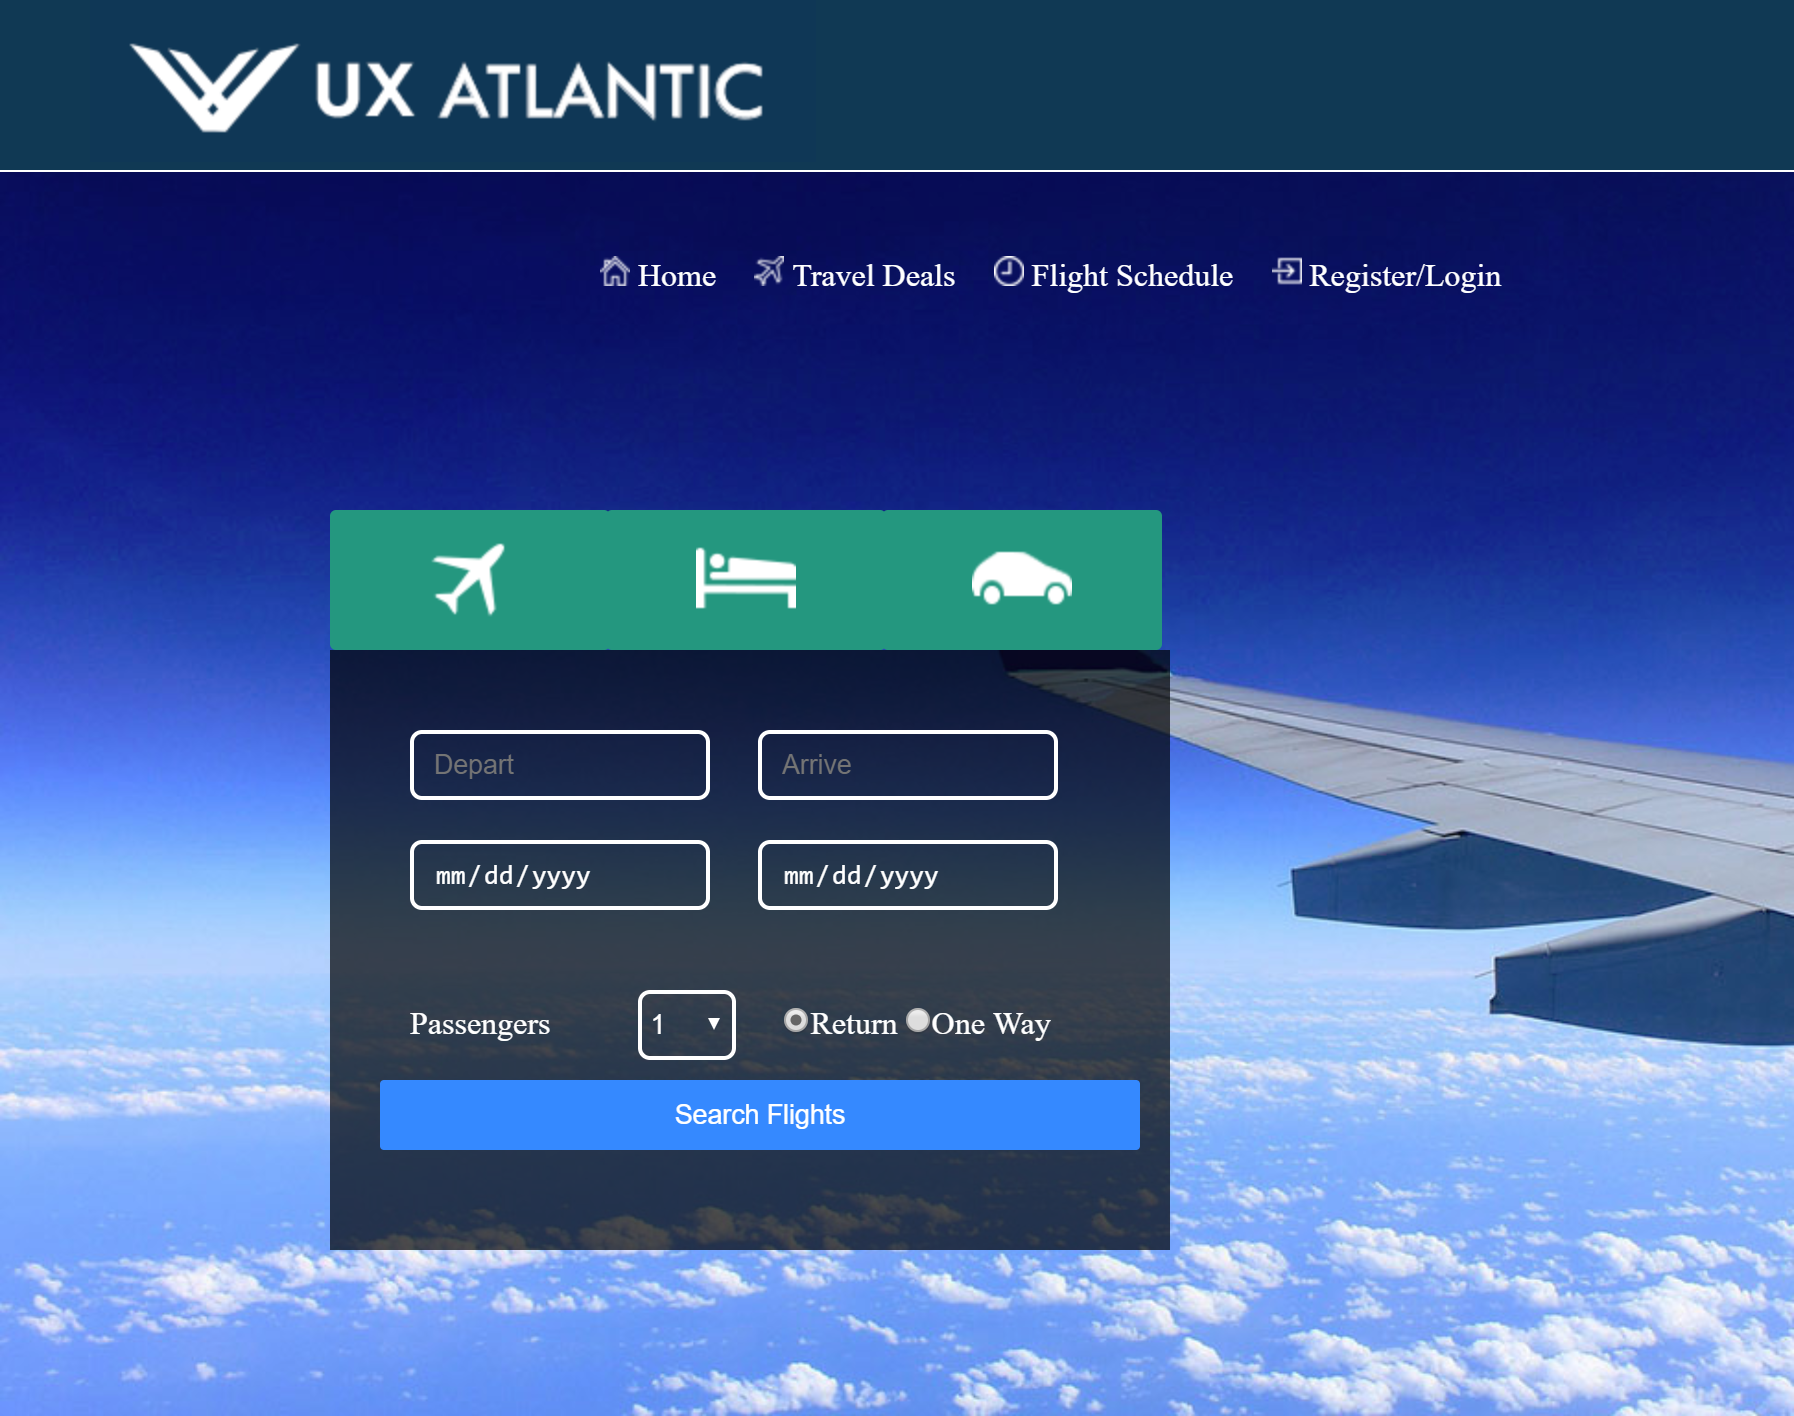 UX ATLANTIC
Home Travel Deals Flight Schedule Register/Login
Depart Arrive
mm/dd/yyyy mm/dd/yyyy
Passengers 1 Return One Way
Search Flights